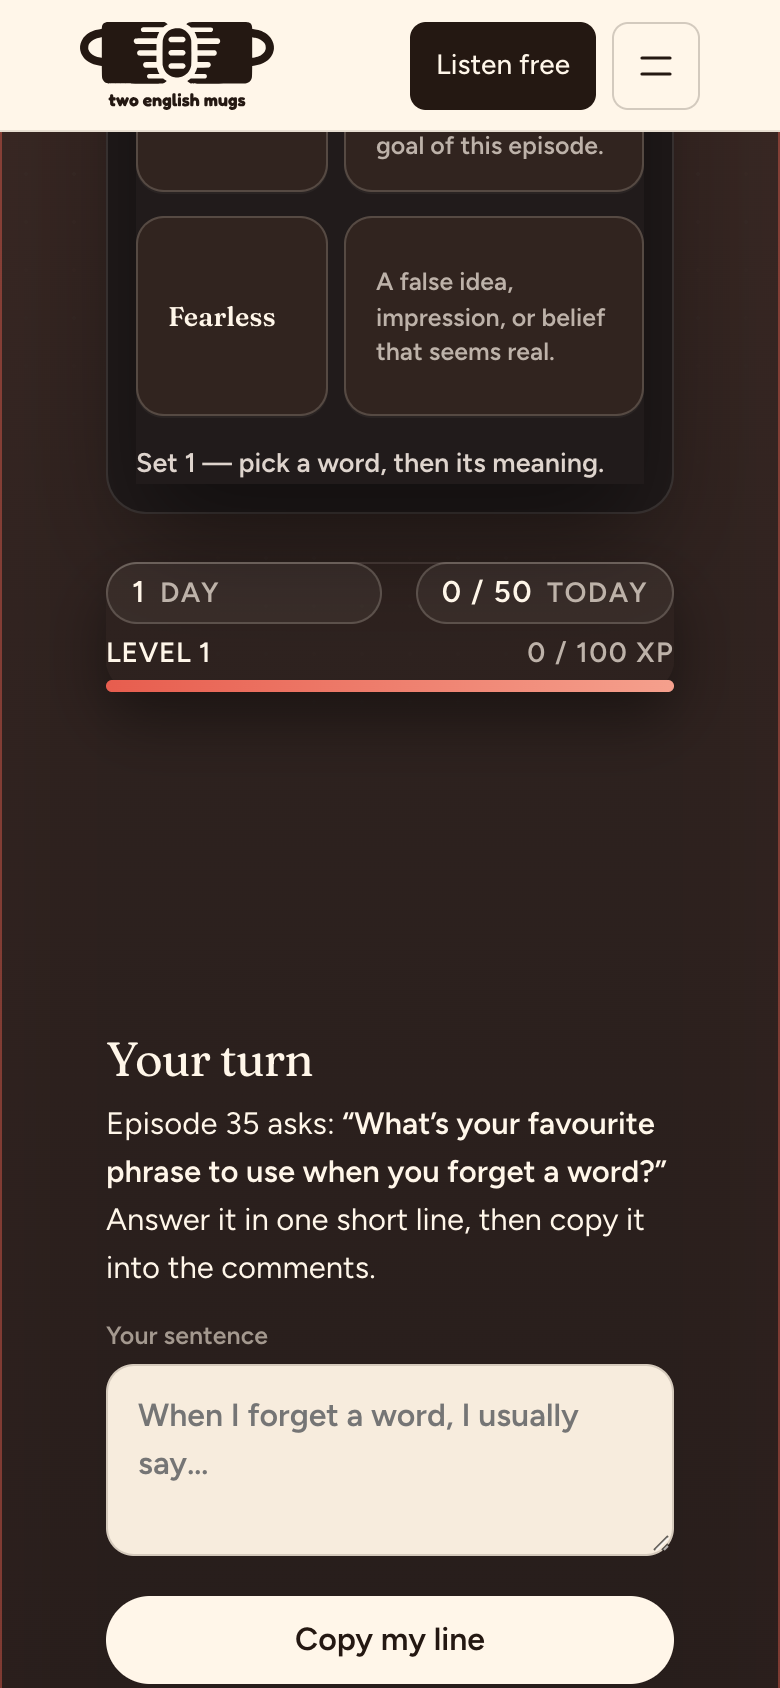 two english mugs
Listen free
goal of this episode.
Fearless
A false idea,
impression, or belief
that seems real.
Set 1 — pick a word, then its meaning.
1 DAY
0 / 50 TODAY
LEVEL 1
0 / 100 XP
Your turn
Episode 35 asks: “What’s your favourite
phrase to use when you forget a word?”
Answer it in one short line, then copy it
into the comments.
Your sentence
When I forget a word, I usually
say...
Copy my line